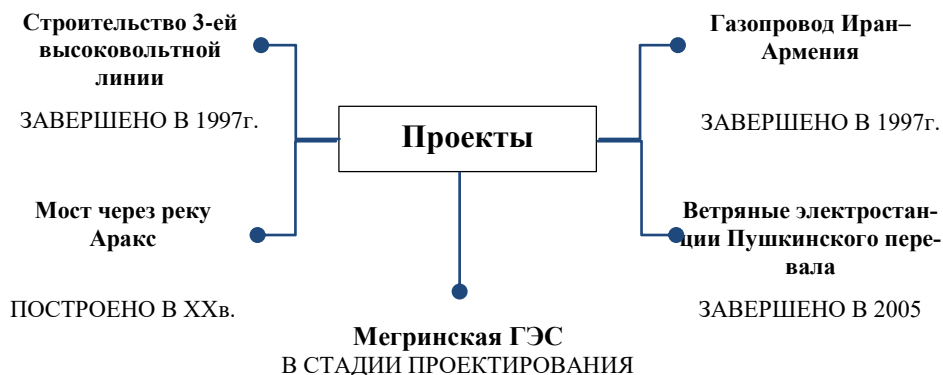 Строительство 3-ей
высоковольтной
линии
ЗАВЕРШЕНО В 1997г.
Газопровод Иран–
Армения
ЗАВЕРШЕНО В 1997г.
Проекты
Мост через реку
Аракс
ПОСТРОЕНО В XXв.
Ветряные электростан-
ции Пушкинского пере-
вала
ЗАВЕРШЕНО В 2005
Мегринская ГЭС
В СТАДИИ ПРОЕКТИРОВАНИЯ